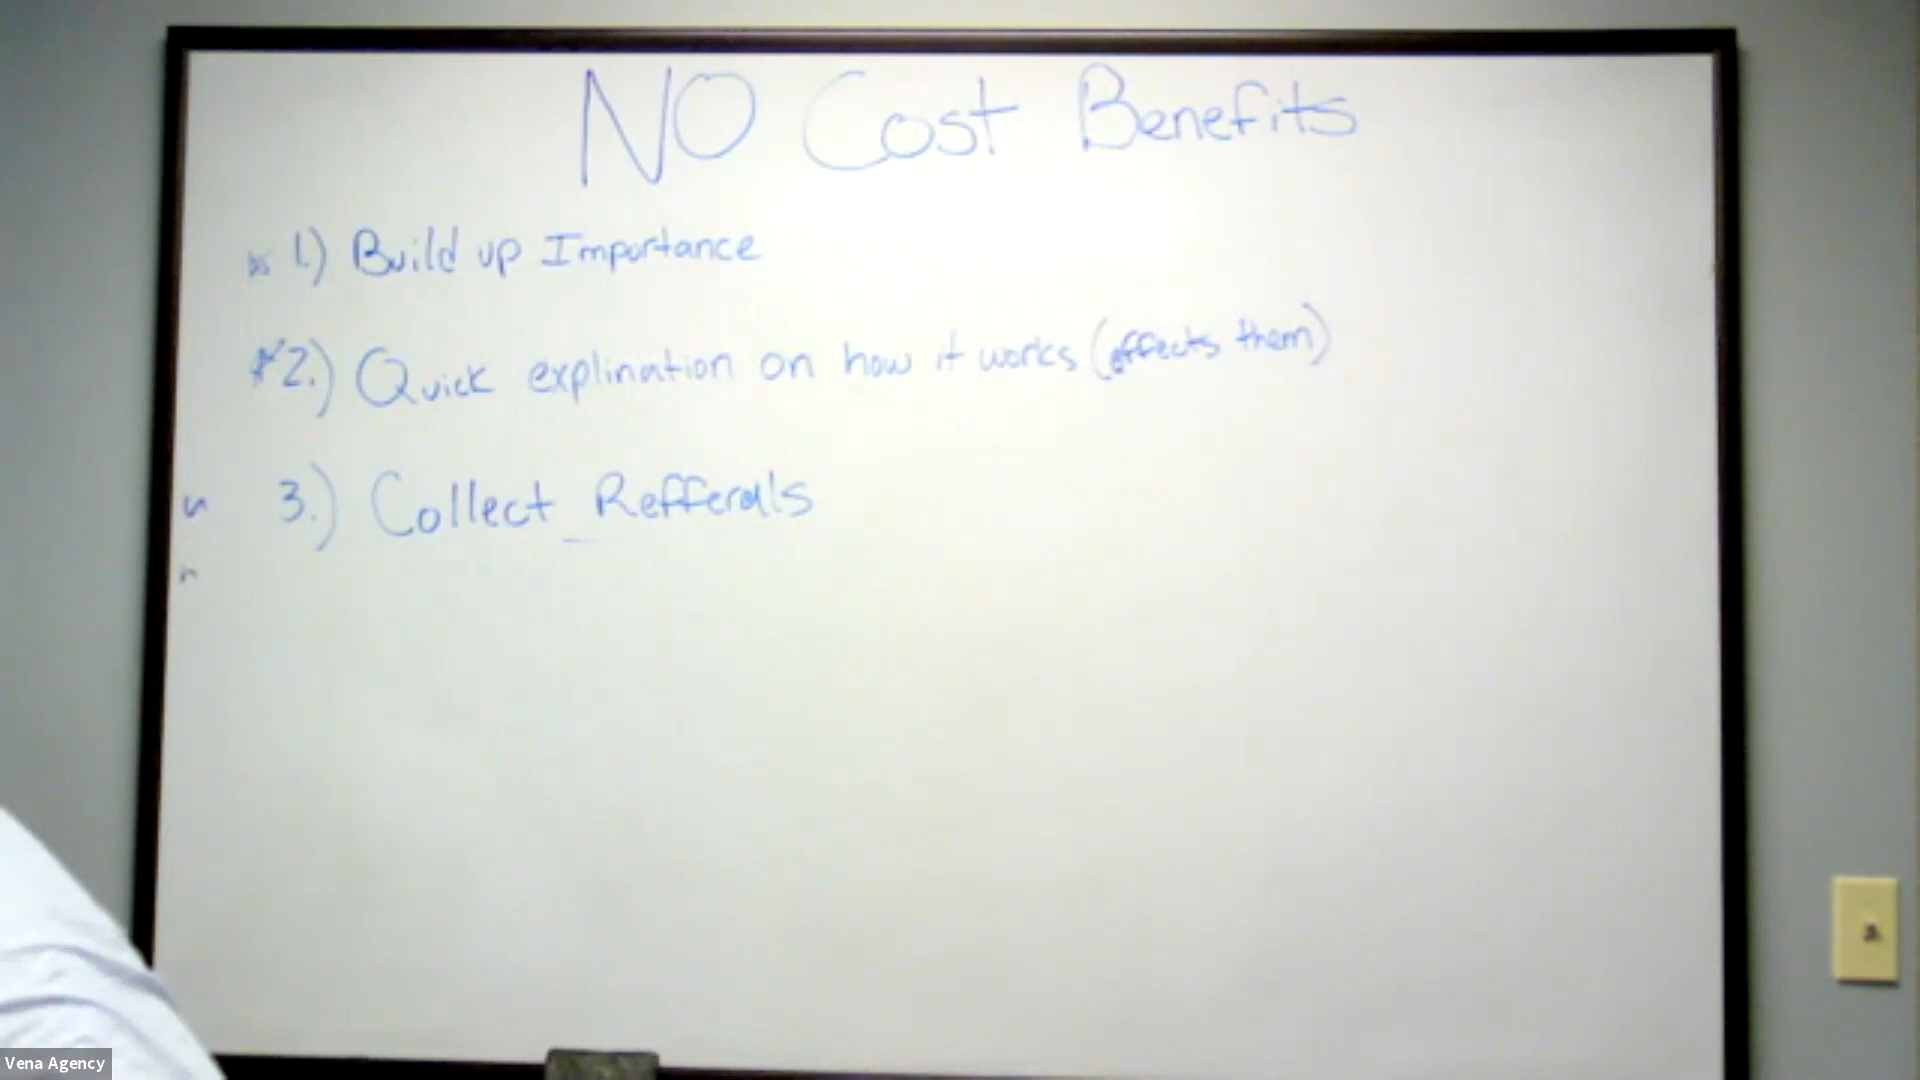 NO Cost Benefits
1.) Build up Importance
2.) Quick explination on how it works (effects them)
3.) Collect Refferals
Vena Agency